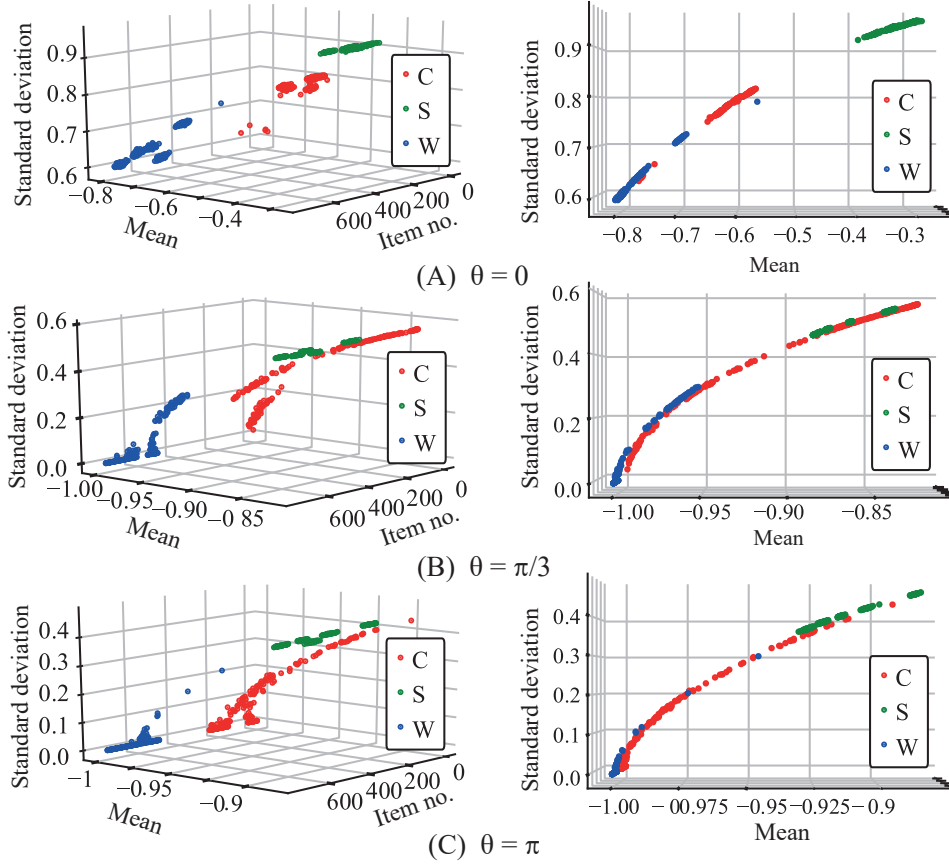 Standard deviation
0.9
0.8
0.7
0.6
−0.8
−0.6
−0.4
Mean
600
400
200
0
Item no.
C
S
W
Standard deviation
0.9
0.8
0.7
0.6
−0.8
−0.7
−0.6
−0.5
−0.4
−0.3
Mean
C
S
W
(A) θ = 0
Standard deviation
0.6
0.4
0.2
0.0
−1.00
−0.95
−0.90
−0 85
Mean
600
400
200
0
Item no.
C
S
W
Standard deviation
0.6
0.4
0.2
0.0
−1.00
−0.95
−0.90
−0.85
Mean
C
S
W
(B) θ = π/3
Standard deviation
0.4
0.3
0.2
0.1
0.0
−1
−0.95
−0.9
Mean
600
400
200
0
Item no.
C
S
W
Standard deviation
0.4
0.3
0.2
0.1
0.0
−1.00
−00.975
−0.95
−0.925
−0.9
Mean
C
S
W
(C) θ = π